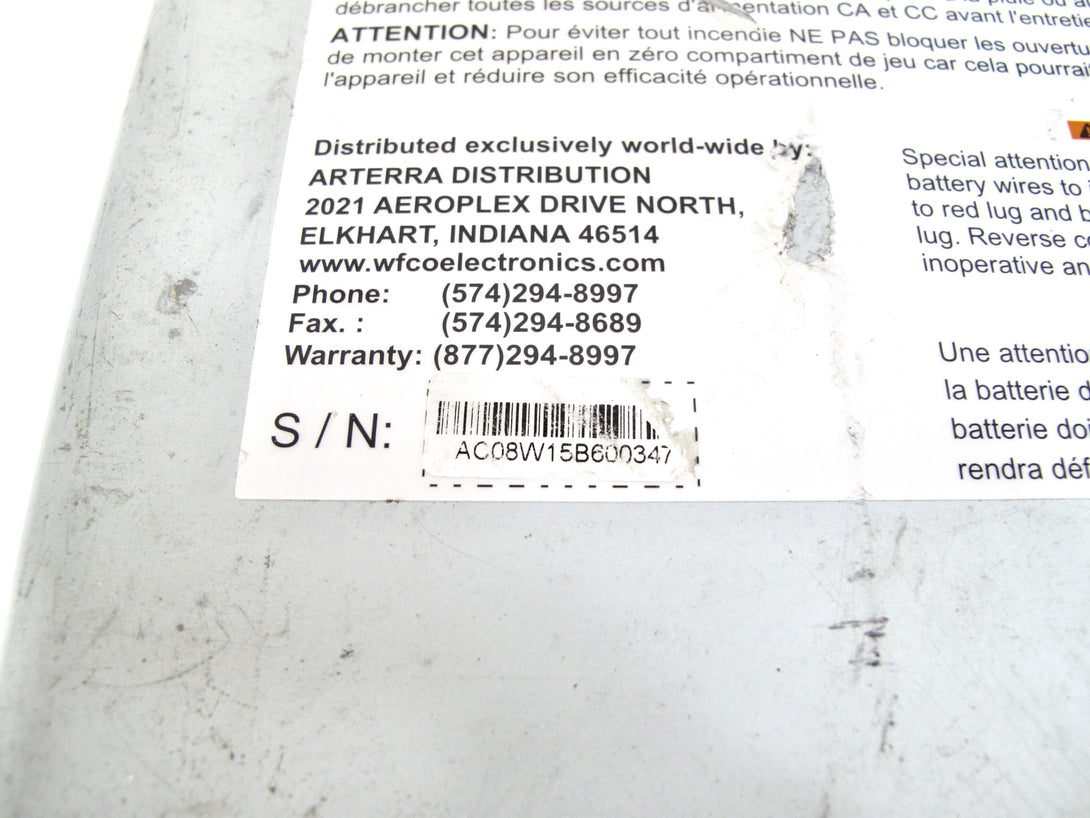 débrancher toutes les sources d'alimentation CA et CC avant l'entretie
ATTENTION: Pour éviter tout incendie NE PAS bloquer les ouvertu
de monter cet appareil en zéro compartiment de jeu car cela pourrait
l'appareil et réduire son efficacité opérationnelle.
Distributed exclusively world-wide by:
ARTERRA DISTRIBUTION
2021 AEROPLEX DRIVE NORTH,
ELKHART, INDIANA 46514
www.wfcoelectronics.com
Phone: (574)294-8997
Fax. : (574)294-8689
Warranty: (877)294-8997
S / N: AC08W15B600347
Special attention
battery wires to
to red lug and b
lug. Reverse co
inoperative an
Une attentio
la batterie d
batterie doi
rendra déf